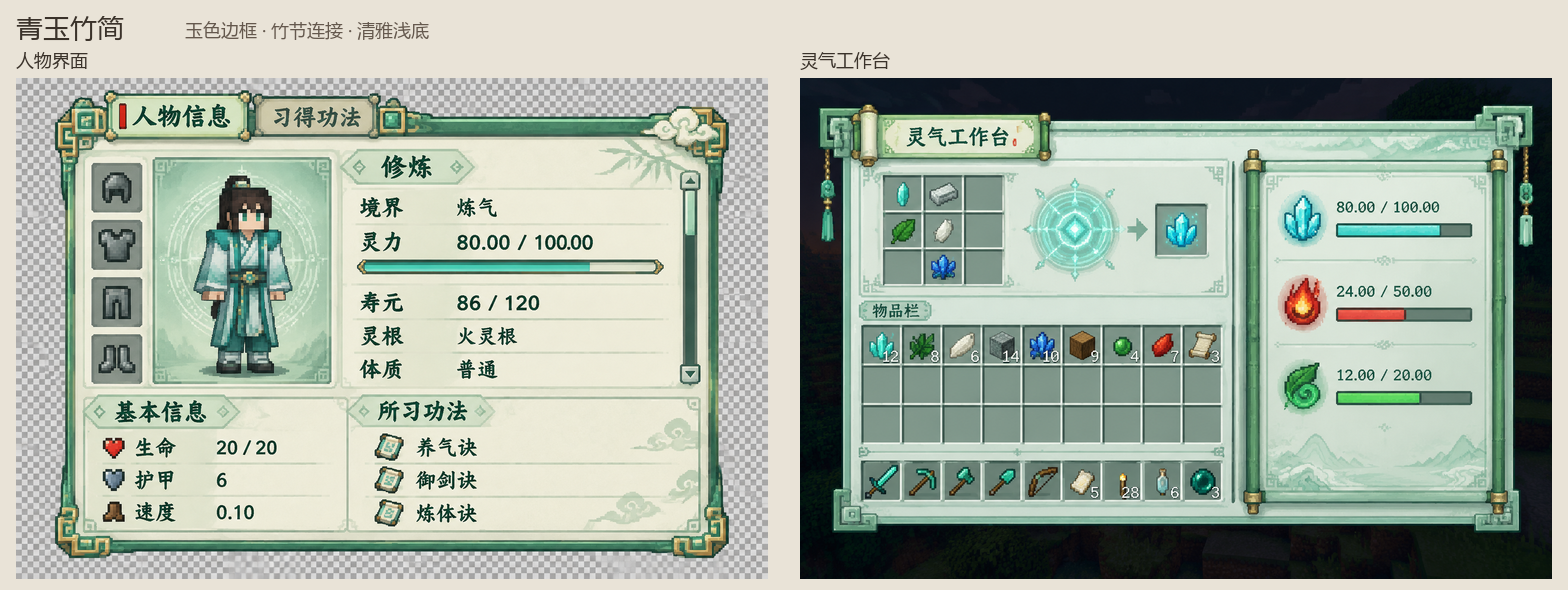 青玉竹简 玉色边框 · 竹节连接 · 清雅浅底
人物界面
人物信息 习得功法
修炼
境界 炼气
灵力 80.00 / 100.00
寿元 86 / 120
灵根 火灵根
体质 普通
基本信息
生命 20 / 20
护甲 6
速度 0.10
所习功法
养气诀
御剑诀
炼体诀
灵气工作台
灵气工作台
80.00 / 100.00
24.00 / 50.00
12.00 / 20.00
物品栏
12 8 6 14 10 9 4 7 3
5 28 6 3